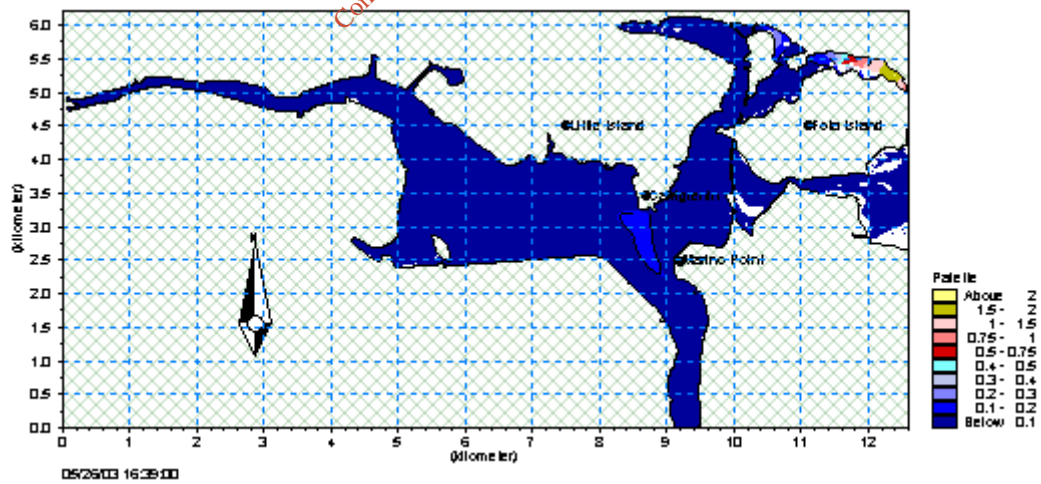 Con
6.0
5.5
5.0
4.5
4.0
3.5
3.0
2.5
2.0
1.5
1.0
0.5
0.0
(kilometer)
Little Island
Fota Island
Marino Point
0 1 2 3 4 5 6 7 8 9 10 11 12
(kilometer)
05/26/03 16:39:00
Palette
Above 2
1.5 - 2
1 - 1.5
0.75 - 1
0.5 - 0.75
0.4 - 0.5
0.3 - 0.4
0.2 - 0.3
0.1 - 0.2
Below 0.1